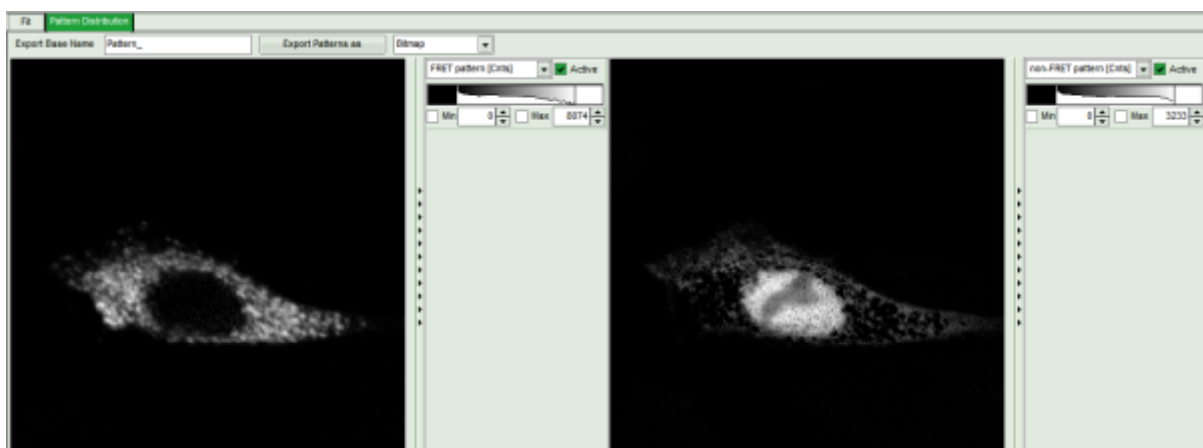 Fit Pattern Distribution
Export Base Name Pattern_ Export Patterns as Bitmap
FRET pattern [Cnts] Active non-FRET pattern [Cnts] Active
Min 0 Max 8874 Min 0 Max 3233